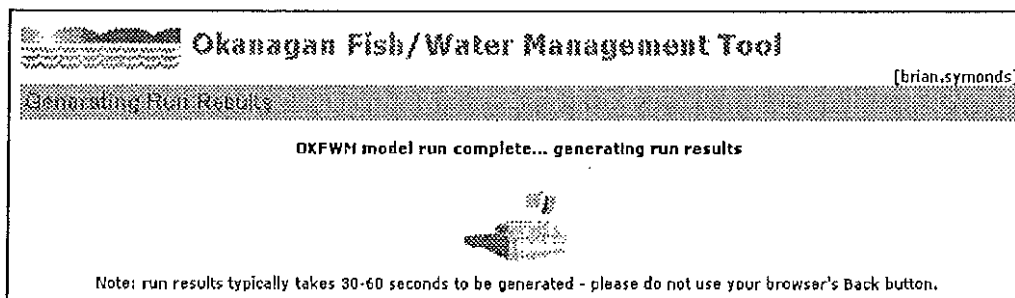 Okanagan Fish/Water Management Tool
[brian.symonds]
Generating Run Results
OKFWM model run complete... generating run results
Note: run results typically takes 30-60 seconds to be generated - please do not use your browser's Back button.